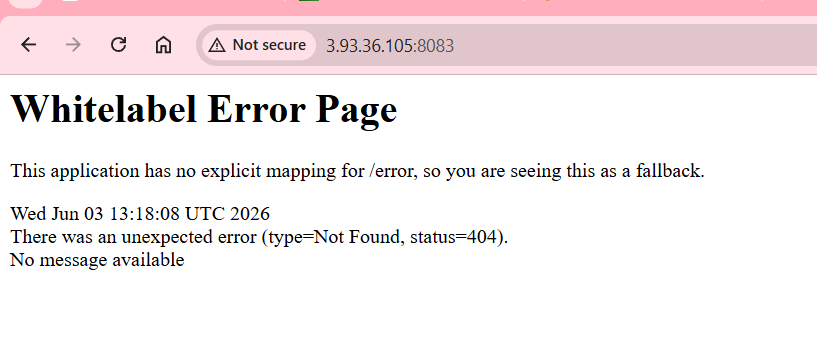 Not secure 3.93.36.105:8083
Whitelabel Error Page
This application has no explicit mapping for /error, so you are seeing this as a fallback.
Wed Jun 03 13:18:08 UTC 2026
There was an unexpected error (type=Not Found, status=404).
No message available